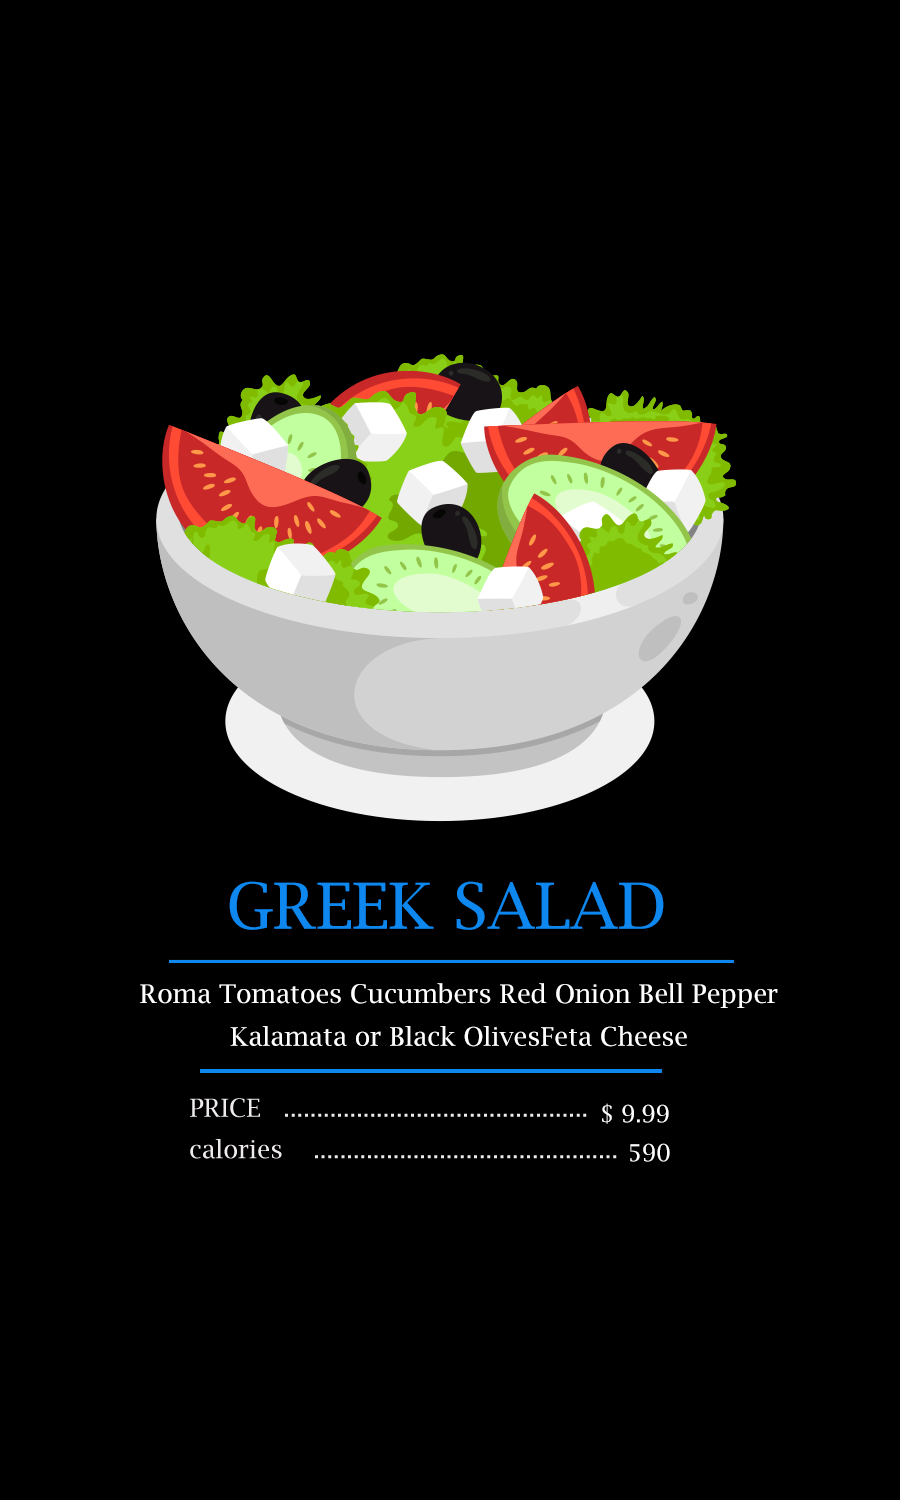 GREEK SALAD
Roma Tomatoes Cucumbers Red Onion Bell Pepper
Kalamata or Black OlivesFeta Cheese
PRICE .............................................. $ 9.99
calories .............................................. 590